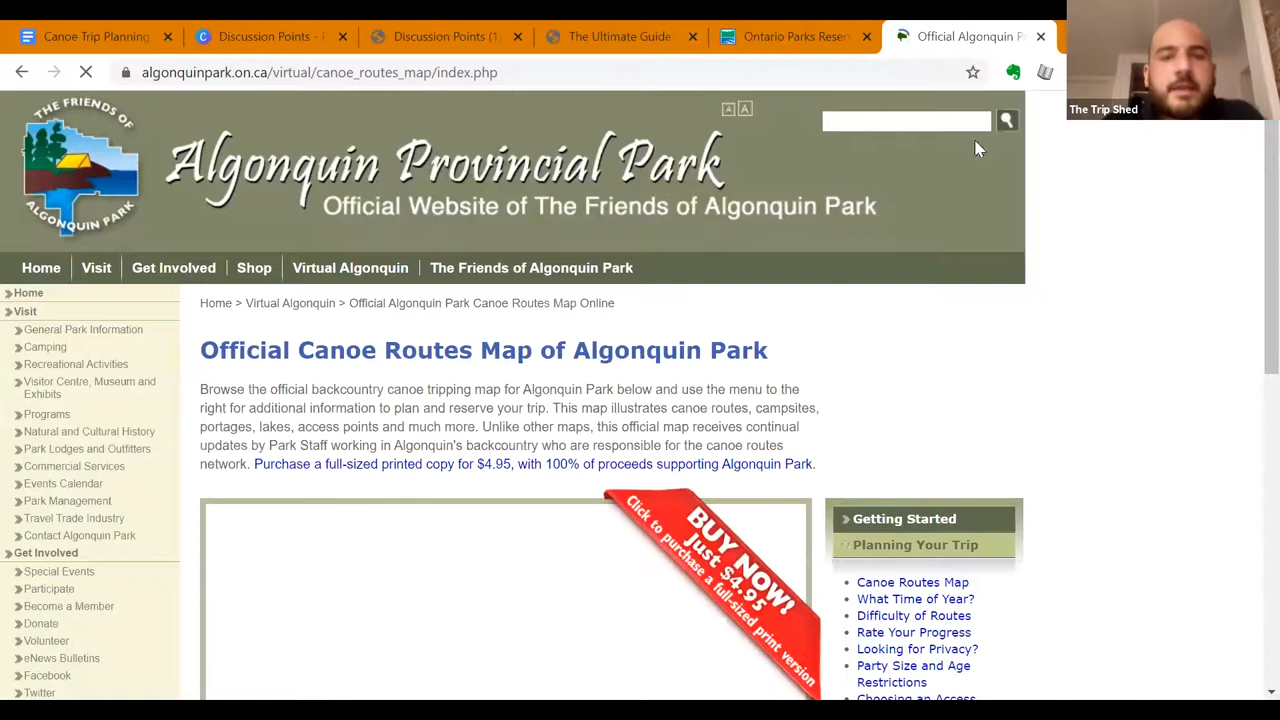 Canoe Trip Planning
Discussion Points -
Discussion Points (1)
The Ultimate Guide
Ontario Parks Reser
Official Algonquin P
algonquinpark.on.ca/virtual/canoe_routes_map/index.php
The Trip Shed
THE FRIENDS OF
ALGONQUIN PARK
A A
Algonquin Provincial Park
Official Website of The Friends of Algonquin Park
Home
Visit
Get Involved
Shop
Virtual Algonquin
The Friends of Algonquin Park
Home
Visit
General Park Information
Camping
Recreational Activities
Visitor Centre, Museum and
Exhibits
Programs
Natural and Cultural History
Park Lodges and Outfitters
Commercial Services
Events Calendar
Park Management
Travel Trade Industry
Contact Algonquin Park
Get Involved
Special Events
Participate
Become a Member
Donate
Volunteer
eNews Bulletins
Facebook
Twitter
Home > Virtual Algonquin > Official Algonquin Park Canoe Routes Map Online
Official Canoe Routes Map of Algonquin Park
Browse the official backcountry canoe tripping map for Algonquin Park below and use the menu to the
right for additional information to plan and reserve your trip. This map illustrates canoe routes, campsites,
portages, lakes, access points and much more. Unlike other maps, this official map receives continual
updates by Park Staff working in Algonquin's backcountry who are responsible for the canoe routes
network. Purchase a full-sized printed copy for $4.95, with 100% of proceeds supporting Algonquin Park.
BUY NOW!
just $4.95
Click to purchase a full-sized print version
Getting Started
Planning Your Trip
Canoe Routes Map
What Time of Year?
Difficulty of Routes
Rate Your Progress
Looking for Privacy?
Party Size and Age
Restrictions
Choosing an Access